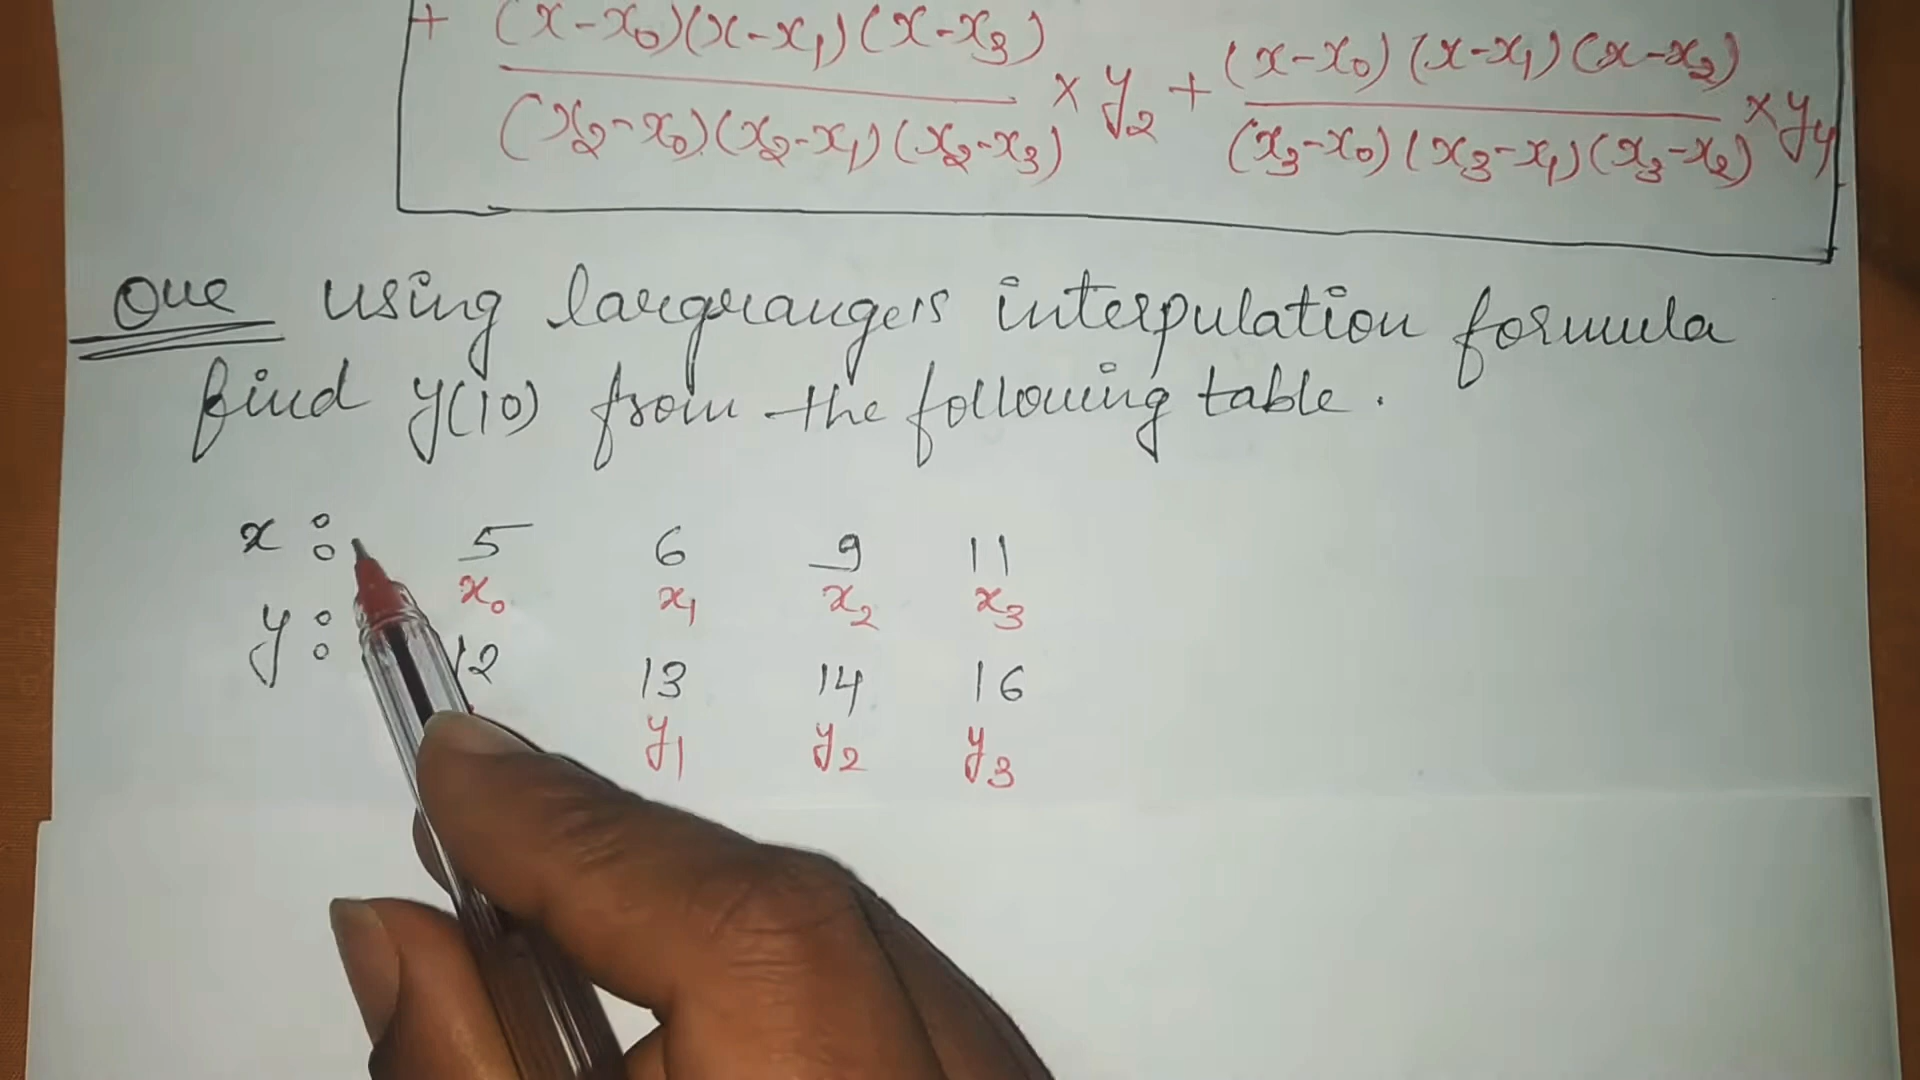 + (x-x₀)(x-x₁)(x-x₃) / (x₂-x₀)(x₂-x₁)(x₂-x₃) × y₂ + (x-x₀)(x-x₁)(x-x₂) / (x₃-x₀)(x₃-x₁)(x₃-x₂) × y₄
Que using largrangers interpulation formula
find y(10) from the following table.
x : 5 6 9 11
x₀ x₁ x₂ x₃
y : 12 13 14 16
y₁ y₂ y₃